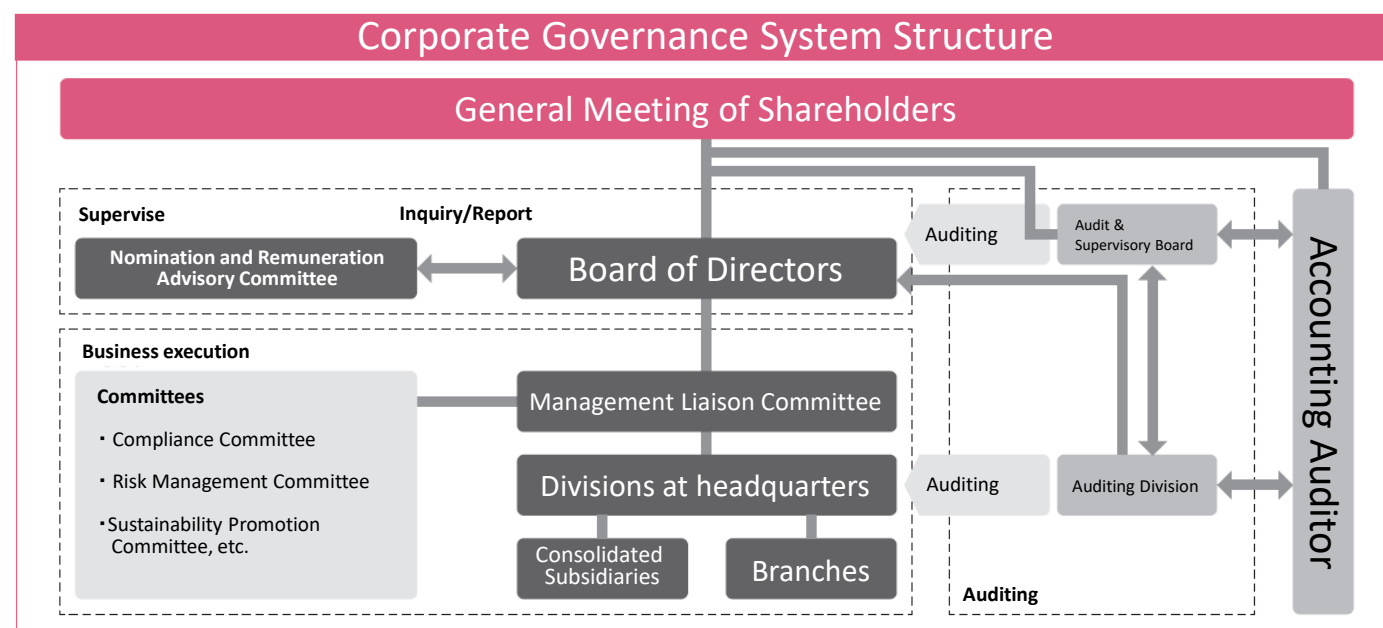 Corporate Governance System Structure
General Meeting of Shareholders
Supervise
Inquiry/Report
Nomination and Remuneration
Advisory Committee
Board of Directors
Auditing
Audit &
Supervisory Board
Accounting Auditor
Business execution
Committees
・Compliance Committee
・Risk Management Committee
・Sustainability Promotion
Committee, etc.
Management Liaison Committee
Divisions at headquarters
Auditing
Auditing Division
Consolidated
Subsidiaries
Branches
Auditing